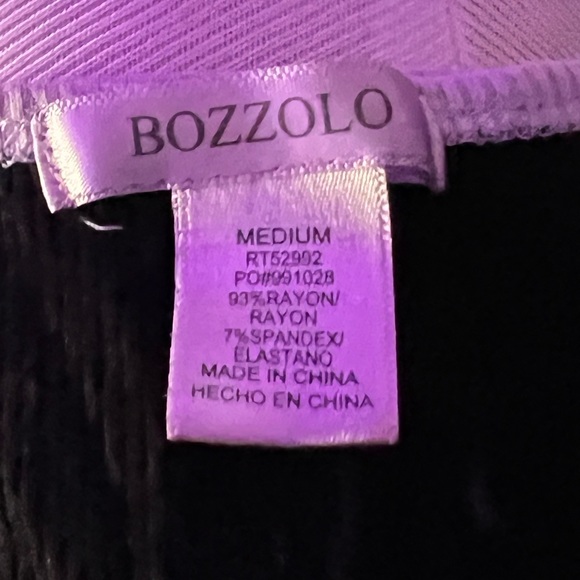 BOZZOLO
MEDIUM
RT52992
PO#991028
93%RAYON/
RAYON
7%SPANDEX/
ELASTANO
MADE IN CHINA
HECHO EN CHINA